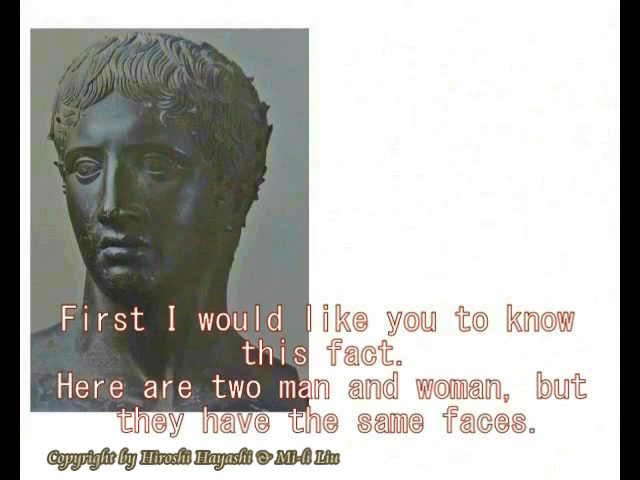 First I would like you to know
this fact.
Here are two man and woman, but
they have the same faces.
Copyright by Hiroshi Hayashi & Mi-li Liu